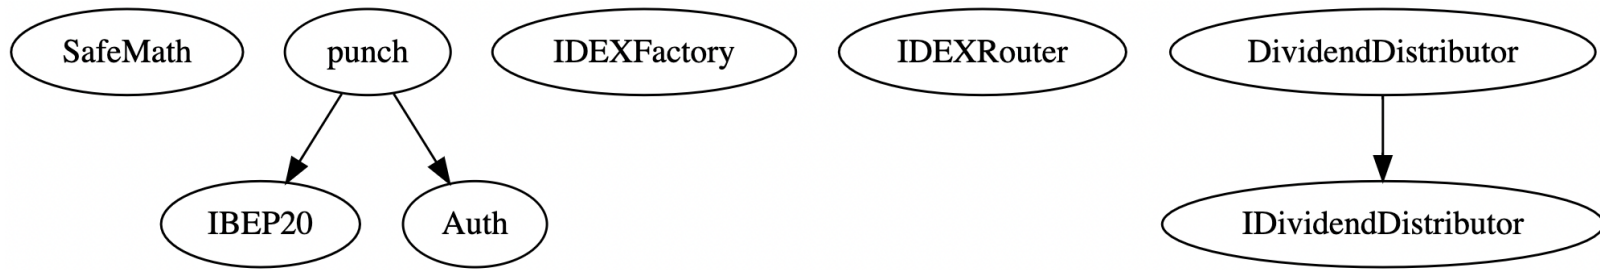 SafeMath
punch
IDEXFactory
IDEXRouter
DividendDistributor
IBEP20
Auth
IDividendDistributor